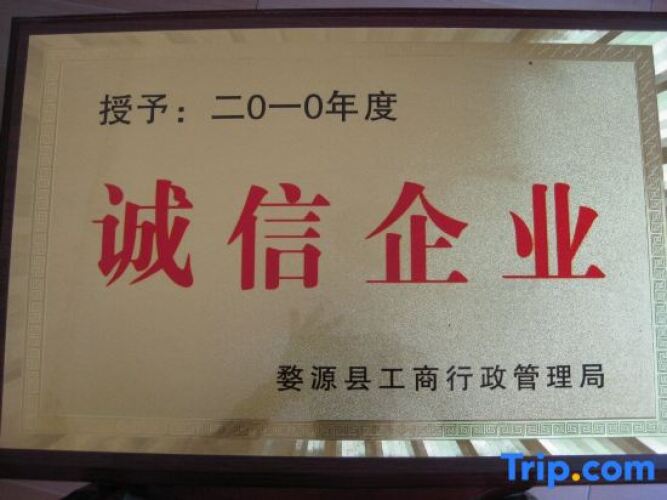 授予：二0一0年度
诚信企业
婺源县工商行政管理局
Trip.com